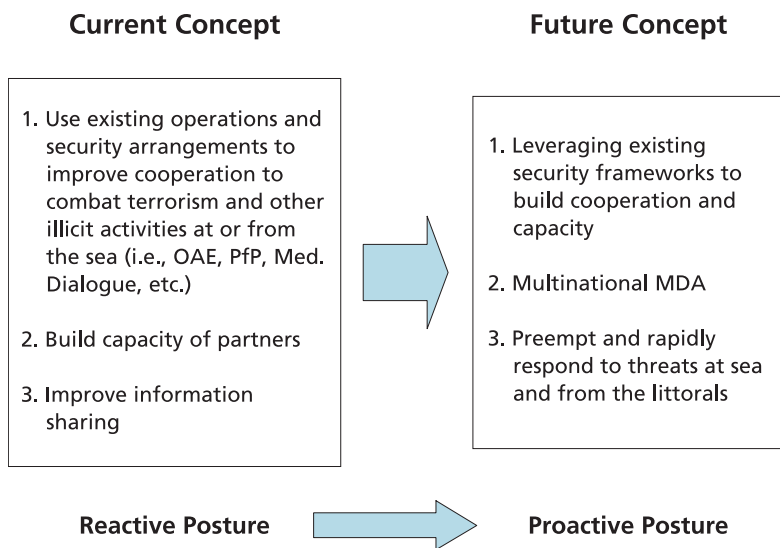 Current Concept
1. Use existing operations and
security arrangements to
improve cooperation to
combat terrorism and other
illicit activities at or from
the sea (i.e., OAE, PfP, Med.
Dialogue, etc.)
2. Build capacity of partners
3. Improve information
sharing
Future Concept
1. Leveraging existing
security frameworks to
build cooperation and
capacity
2. Multinational MDA
3. Preempt and rapidly
respond to threats at sea
and from the littorals
Reactive Posture
Proactive Posture